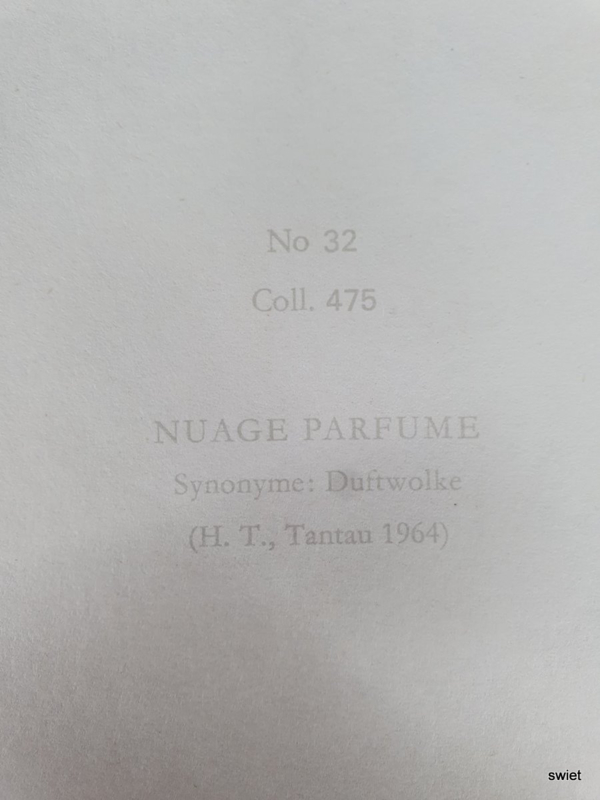 No 32
Coll. 475
NUAGE PARFUME
Synonyme: Duftwolke
(H. T., Tantau 1964)
swiet